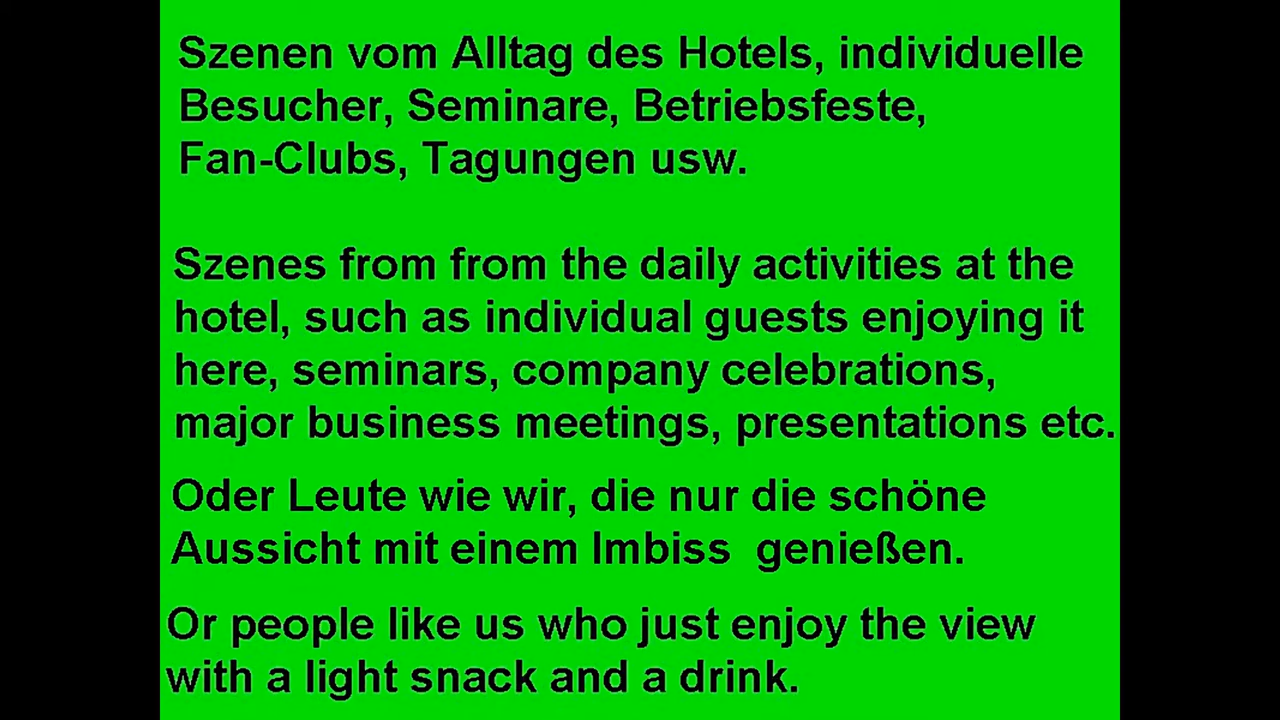 Szenen vom Alltag des Hotels, individuelle
Besucher, Seminare, Betriebsfeste,
Fan-Clubs, Tagungen usw.
Szenes from from the daily activities at the
hotel, such as individual guests enjoying it
here, seminars, company celebrations,
major business meetings, presentations etc.
Oder Leute wie wir, die nur die schöne
Aussicht mit einem Imbiss genießen.
Or people like us who just enjoy the view
with a light snack and a drink.